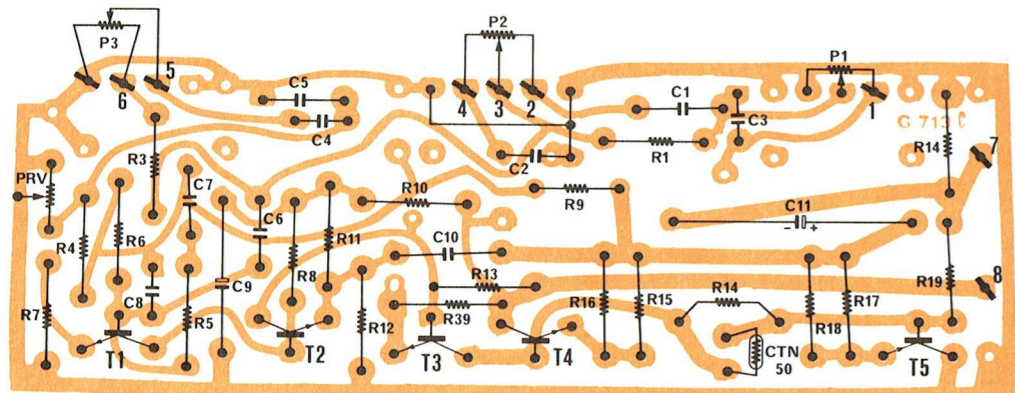 P3
P2
P1
5
6
4
3
2
1
C5
C4
C1
C3
G 713 C
R14
7
R3
R1
C2
PRV
C7
R10
R9
C11
- +
R4
R6
C6
R8
R11
C10
R13
R16
R15
R14
R18
R17
R19
8
R7
C8
R5
C9
R12
R39
T1
T2
T3
T4
CTN
50
T5